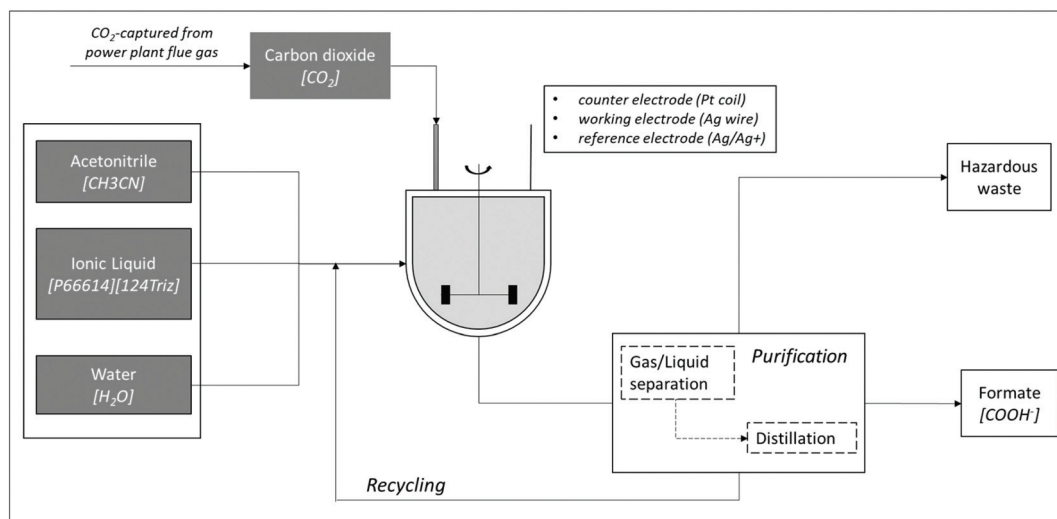 CO₂-captured from
power plant flue gas
Carbon dioxide
[CO₂]
• counter electrode (Pt coil)
• working electrode (Ag wire)
• reference electrode (Ag/Ag+)
Acetonitrile
[CH3CN]
Ionic Liquid
[P66614][124Triz]
Water
[H₂O]
Hazardous
waste
Purification
Gas/Liquid
separation
Distillation
Formate
[COOH⁻]
Recycling